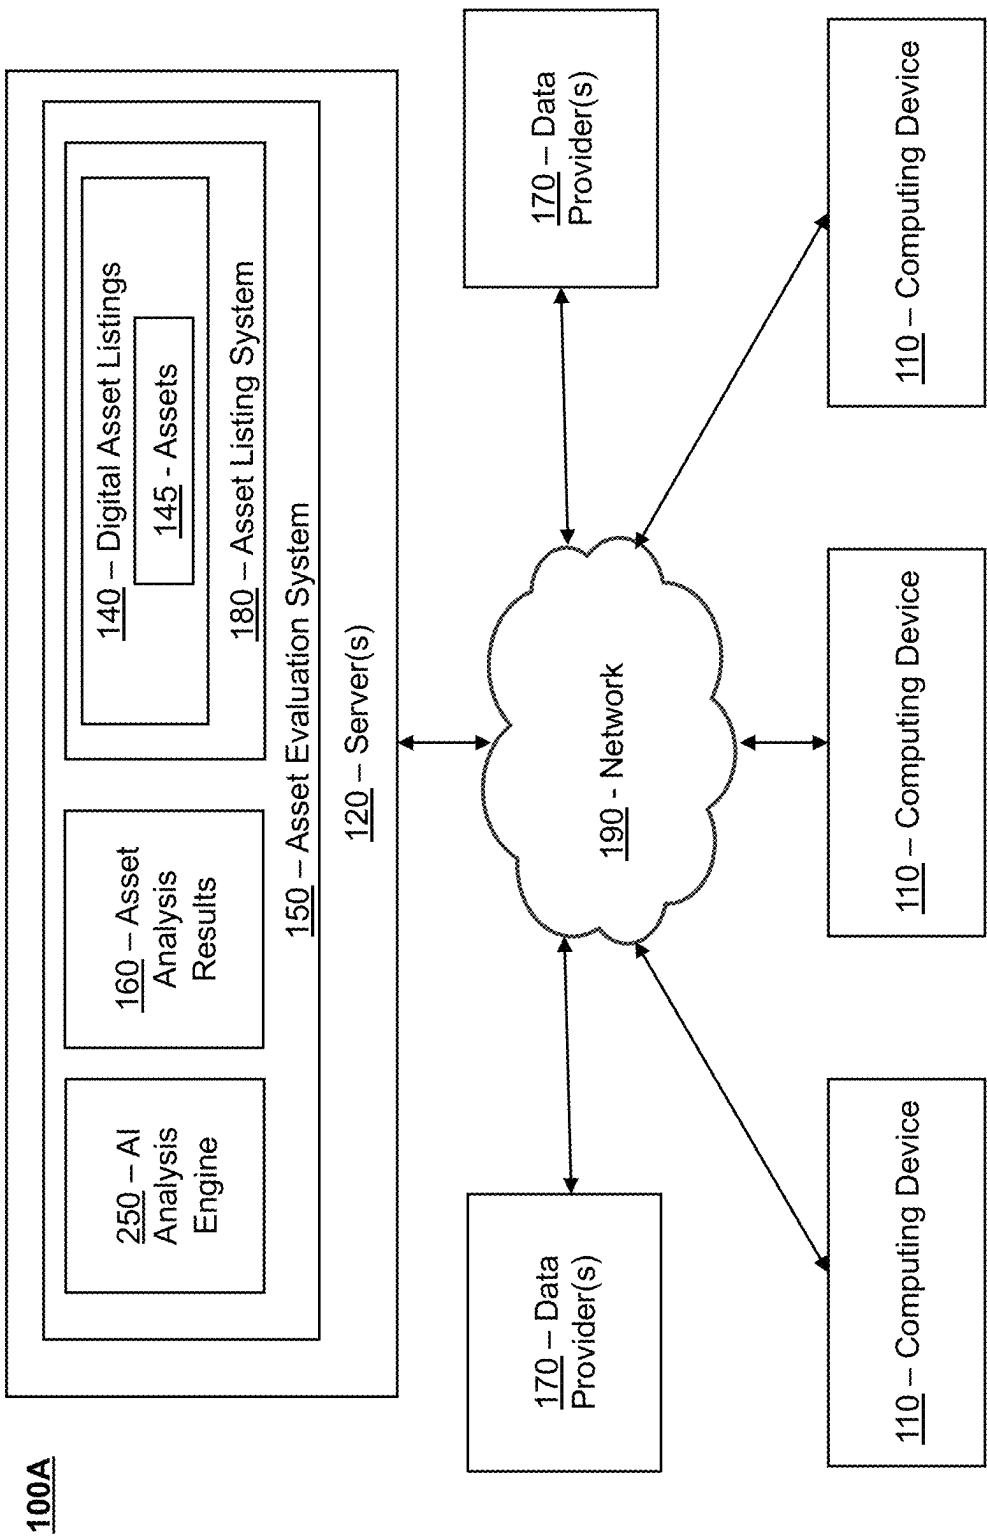 100A
250 – AI
Analysis
Engine
160 – Asset
Analysis
Results
140 – Digital Asset Listings
145 - Assets
180 – Asset Listing System
150 – Asset Evaluation System
120 – Server(s)
170 – Data
Provider(s)
190 - Network
170 – Data
Provider(s)
110 – Computing Device
110 – Computing Device
110 – Computing Device